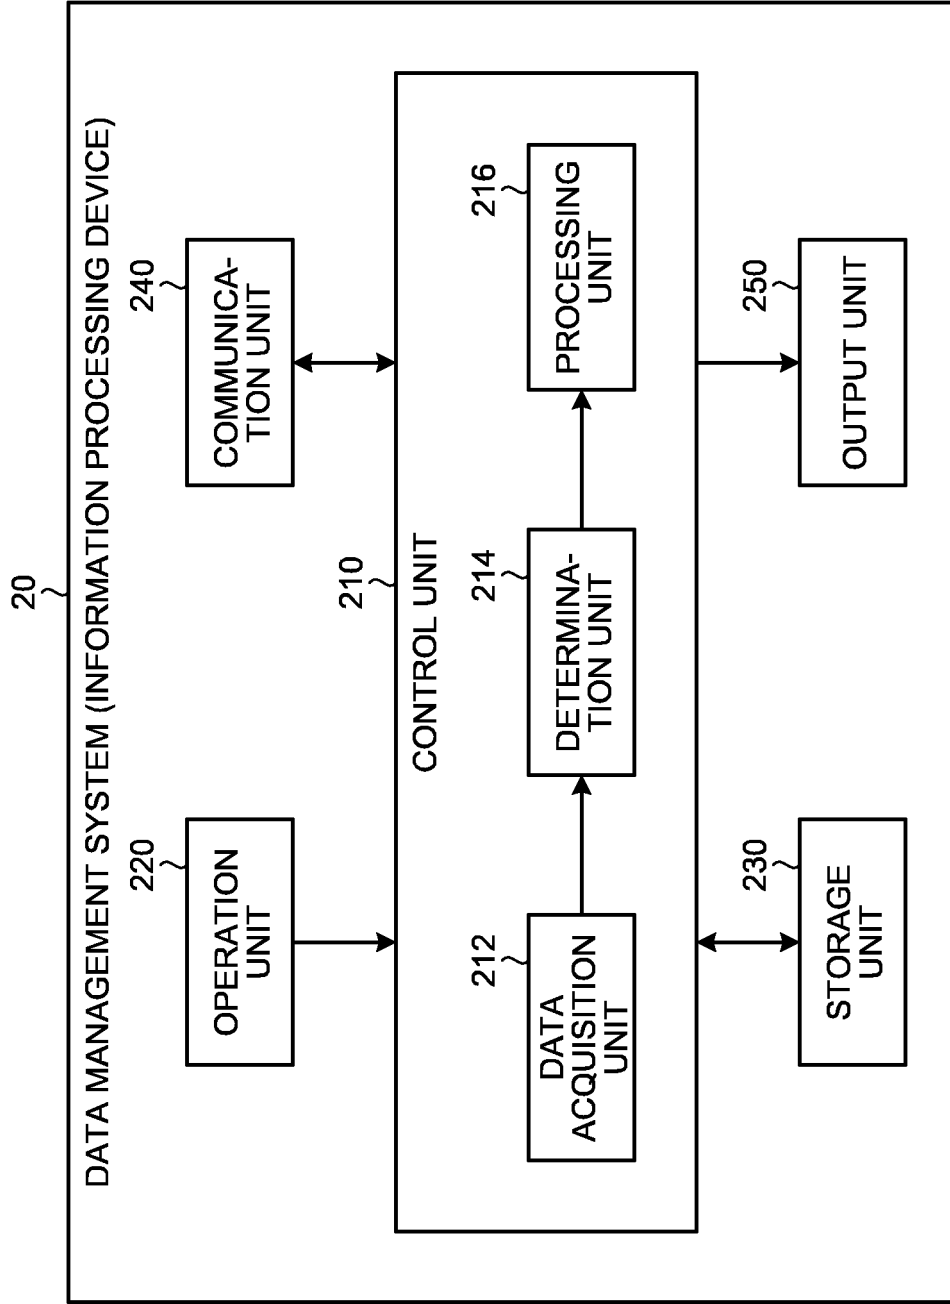 20
DATA MANAGEMENT SYSTEM (INFORMATION PROCESSING DEVICE)
220
OPERATION
UNIT
240
COMMUNICA-
TION UNIT
210
CONTROL UNIT
212
DATA
ACQUISITION
UNIT
214
DETERMINA-
TION UNIT
216
PROCESSING
UNIT
230
STORAGE
UNIT
250
OUTPUT UNIT